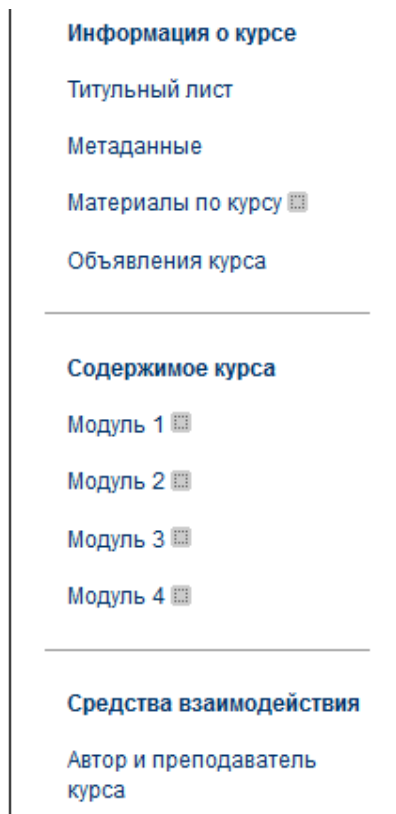 Информация о курсе
Титульный лист
Метаданные
Материалы по курсу
Объявления курса
Содержимое курса
Модуль 1
Модуль 2
Модуль 3
Модуль 4
Средства взаимодействия
Автор и преподаватель
курса